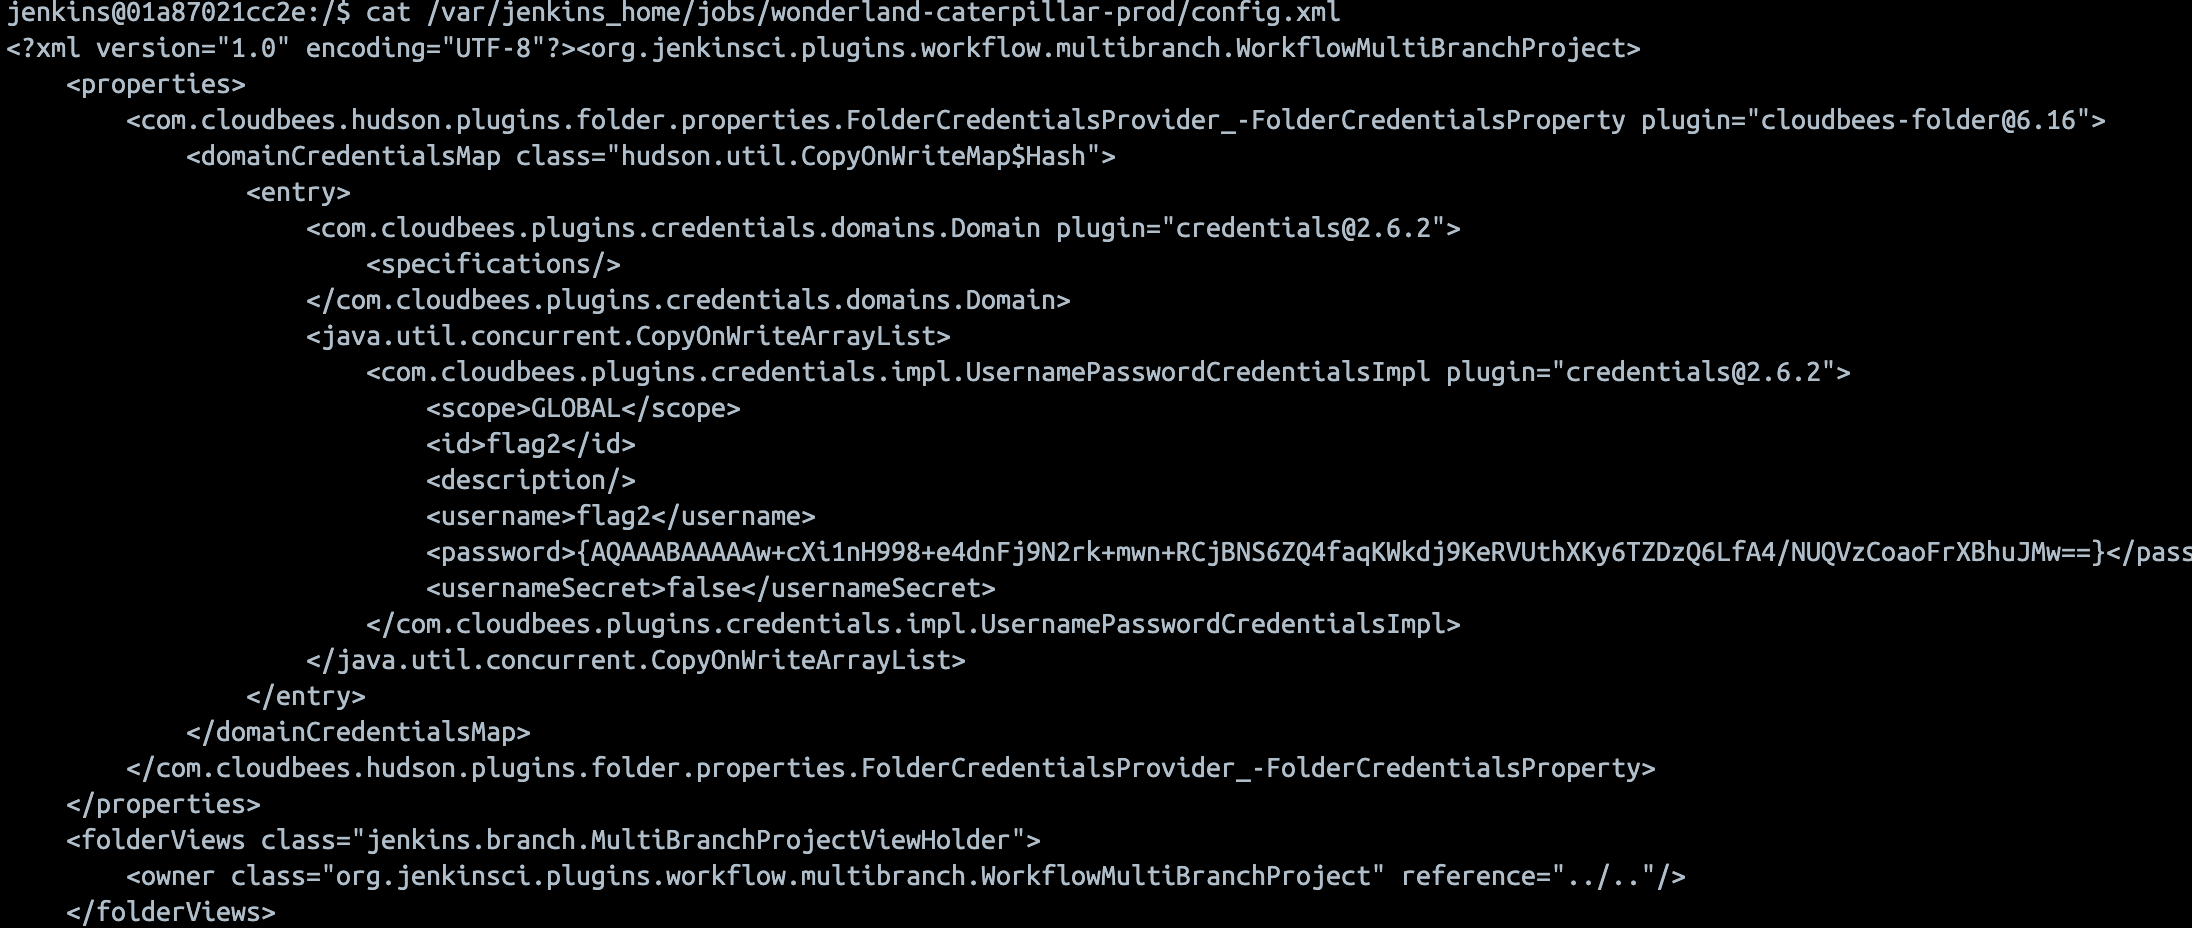 jenkins@01a87021cc2e:/$ cat /var/jenkins_home/jobs/wonderland-caterpillar-prod/config.xml
<?xml version="1.0" encoding="UTF-8"?><org.jenkinsci.plugins.workflow.multibranch.WorkflowMultiBranchProject>
    <properties>
        <com.cloudbees.hudson.plugins.folder.properties.FolderCredentialsProvider_-FolderCredentialsProperty plugin="cloudbees-folder@6.16">
            <domainCredentialsMap class="hudson.util.CopyOnWriteMap$Hash">
                <entry>
                    <com.cloudbees.plugins.credentials.domains.Domain plugin="credentials@2.6.2">
                        <specifications/>
                    </com.cloudbees.plugins.credentials.domains.Domain>
                    <java.util.concurrent.CopyOnWriteArrayList>
                        <com.cloudbees.plugins.credentials.impl.UsernamePasswordCredentialsImpl plugin="credentials@2.6.2">
                            <scope>GLOBAL</scope>
                            <id>flag2</id>
                            <description/>
                            <username>flag2</username>
                            <password>{AQAAABAAAAAw+cXi1nH998+e4dnFj9N2rk+mwn+RCjBNS6ZQ4faqKWkdj9KeRVUthXKy6TZDzQ6LfA4/NUQVzCoaoFrXBhuJMw==}</pass
                            <usernameSecret>false</usernameSecret>
                        </com.cloudbees.plugins.credentials.impl.UsernamePasswordCredentialsImpl>
                    </java.util.concurrent.CopyOnWriteArrayList>
                </entry>
            </domainCredentialsMap>
        </com.cloudbees.hudson.plugins.folder.properties.FolderCredentialsProvider_-FolderCredentialsProperty>
    </properties>
    <folderViews class="jenkins.branch.MultiBranchProjectViewHolder">
        <owner class="org.jenkinsci.plugins.workflow.multibranch.WorkflowMultiBranchProject" reference="../.."/>
    </folderViews>